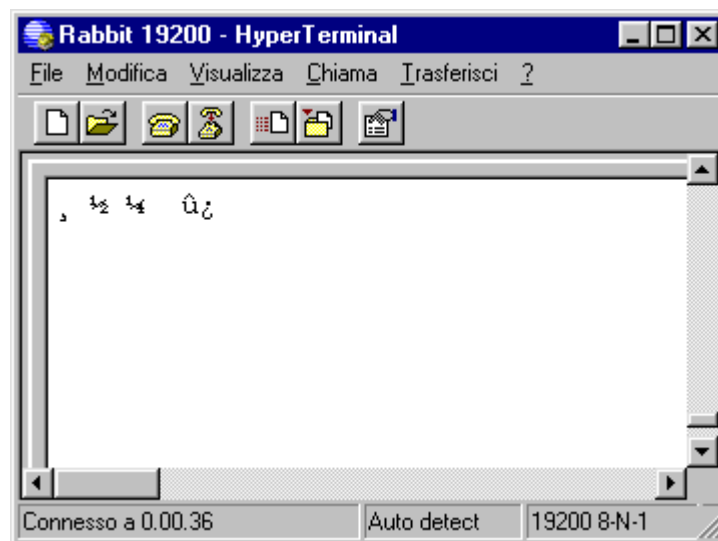 Rabbit 19200 - HyperTerminal
File Modifica Visualizza Chiama Trasferisci ?
¸ ½ ¼ û¿
Connesso a 0.00.36 Auto detect 19200 8-N-1